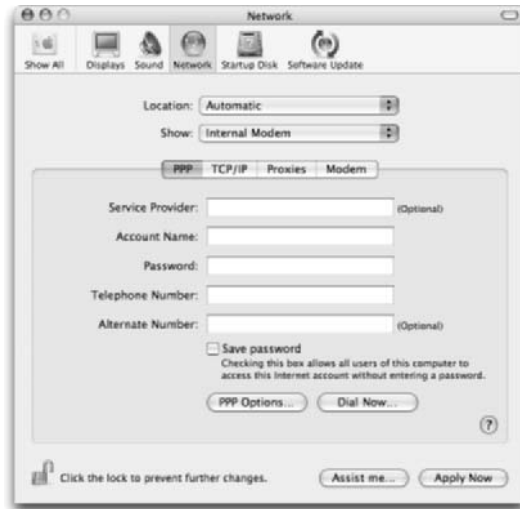 Network
Show All Displays Sound Network Startup Disk Software Update
Location: Automatic
Show: Internal Modem
PPP TCP/IP Proxies Modem
Service Provider: (Optional)
Account Name:
Password:
Telephone Number:
Alternate Number: (Optional)
Save password
Checking this box allows all users of this computer to
access this Internet account without entering a password.
PPP Options... Dial Now...
?
Click the lock to prevent further changes. Assist me... Apply Now